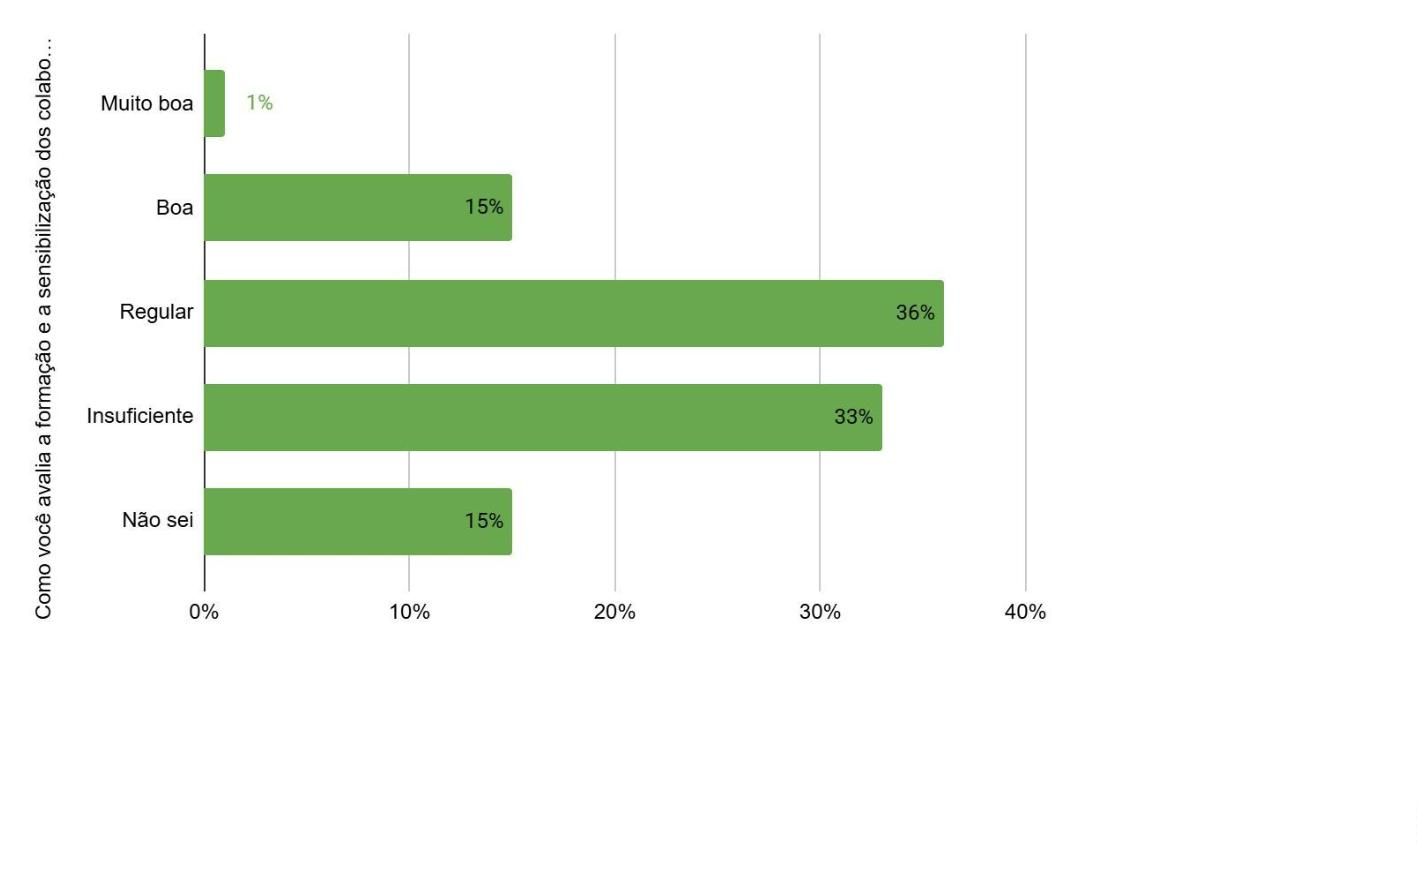 Como você avalia a formação e a sensibilização dos colabo…
Muito boa
1%
Boa
15%
Regular
36%
Insuficiente
33%
Não sei
15%
0%
10%
20%
30%
40%